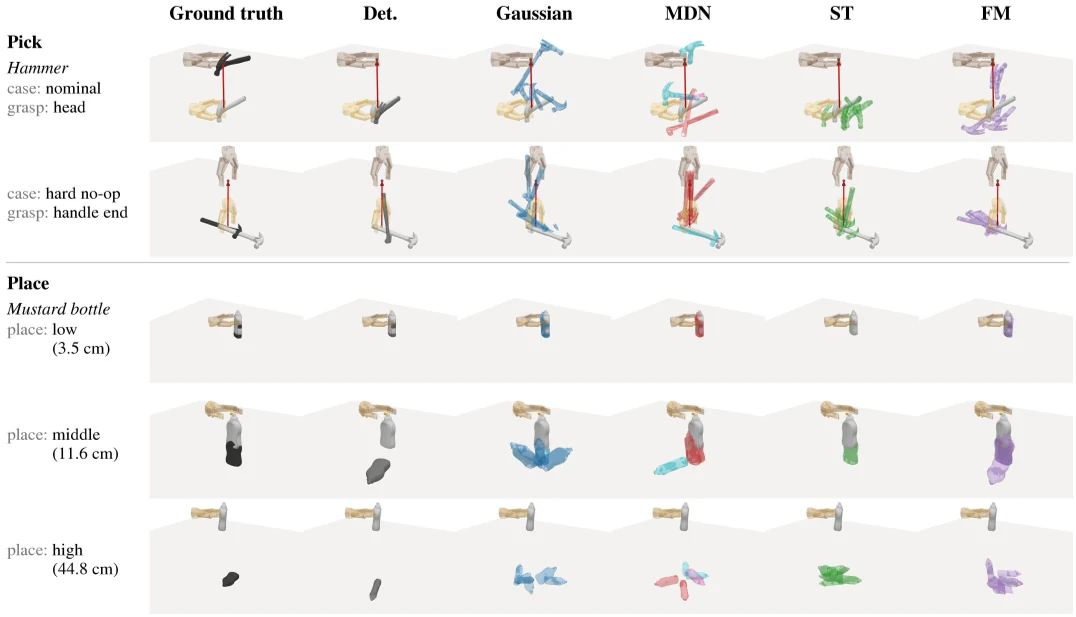 Ground truth Det. Gaussian MDN ST FM
Pick
Hammer
case: nominal
grasp: head
case: hard no-op
grasp: handle end
Place
Mustard bottle
place: low
(3.5 cm)
place: middle
(11.6 cm)
place: high
(44.8 cm)